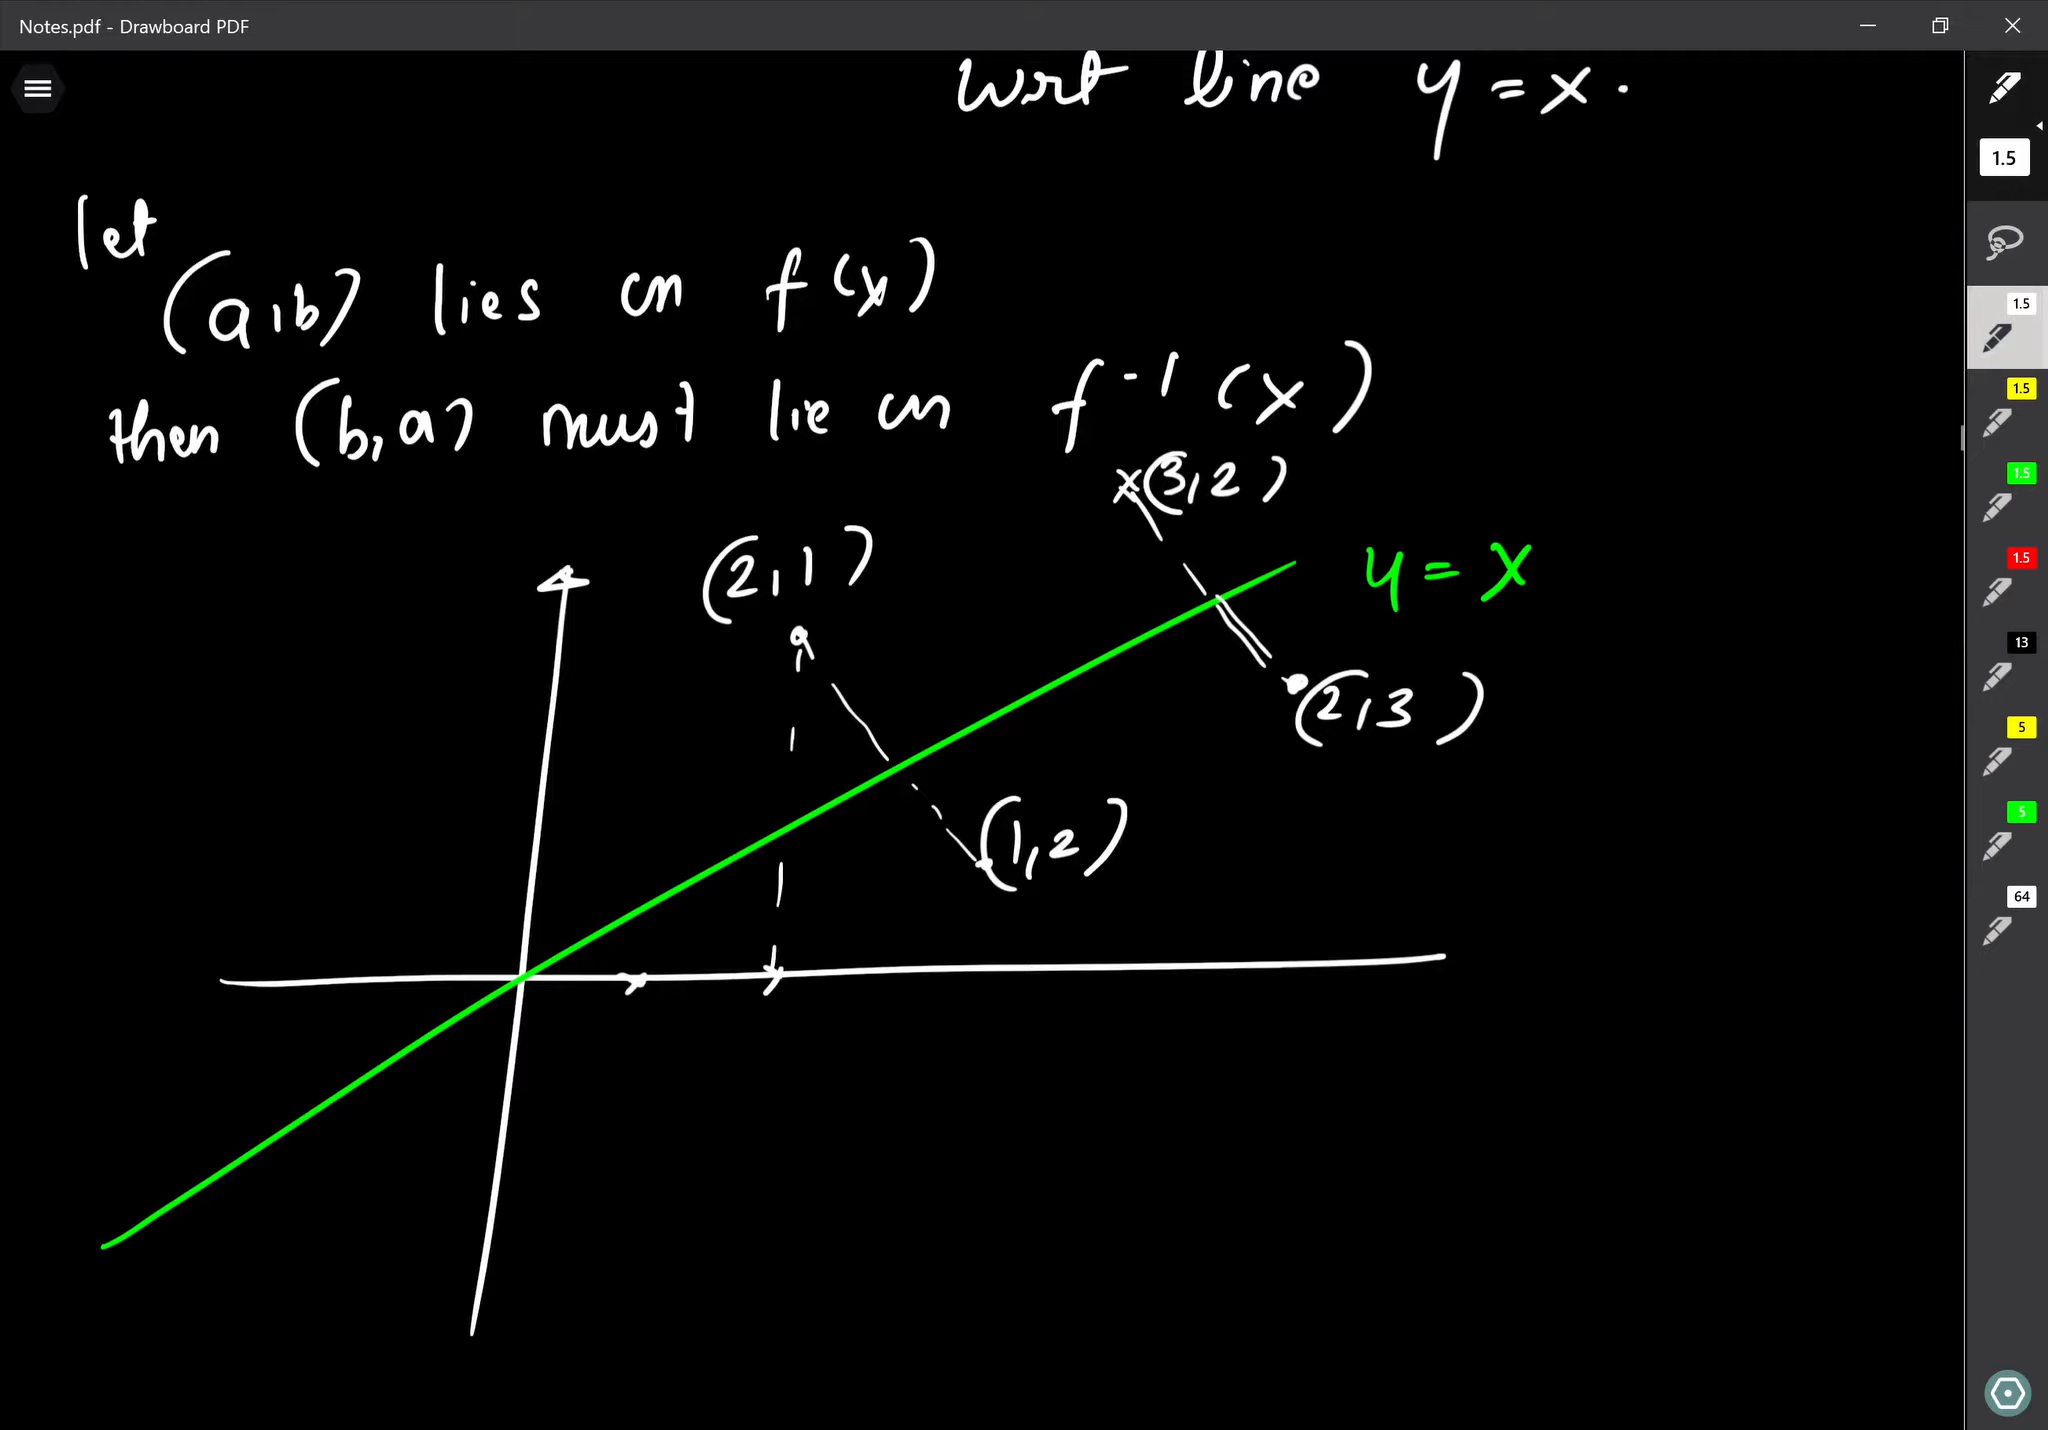 Notes.pdf - Drawboard PDF
wrt line y = x.
1.5
let
(a,b) lies on f(x)
then (b,a) must lie on f⁻¹(x)
1.5
1.5
1.5
1.5
13
5
5
64
(3,2)
(2,1)
y = x
(2,3)
(1,2)